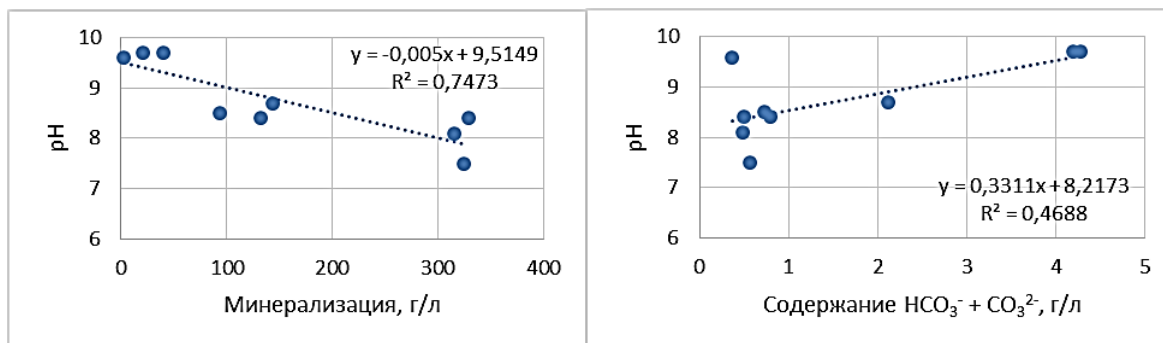 10
9
8
7
6
pH
y = -0,005x + 9,5149
R² = 0,7473
0 100 200 300 400
Минерализация, г/л
10
9
8
7
6
pH
y = 0,3311x + 8,2173
R² = 0,4688
0 1 2 3 4 5
Содержание HCO₃⁻ + CO₃²⁻, г/л